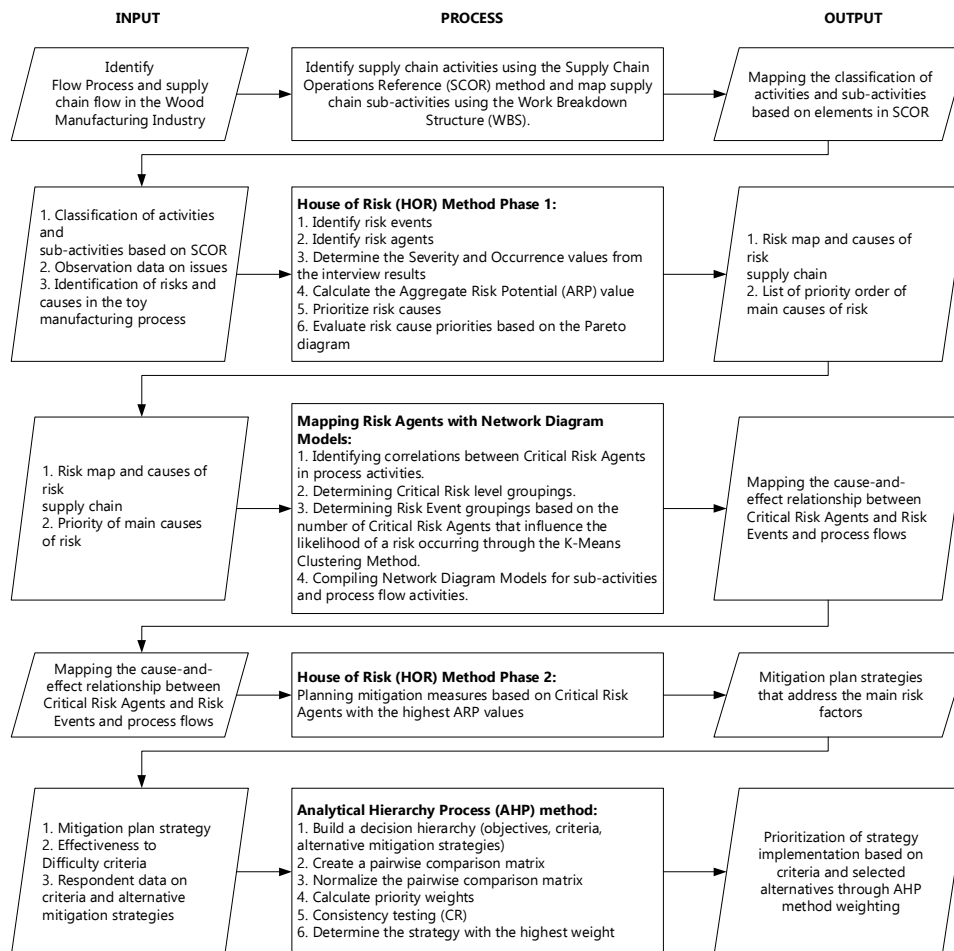 INPUT
PROCESS
OUTPUT
Identify
Flow Process and supply
chain flow in the Wood
Manufacturing Industry
Identify supply chain activities using the Supply Chain
Operations Reference (SCOR) method and map supply
chain sub-activities using the Work Breakdown
Structure (WBS).
Mapping the classification of
activities and sub-activities
based on elements in SCOR
1. Classification of activities
and
sub-activities based on SCOR
2. Observation data on issues
3. Identification of risks and
causes in the toy
manufacturing process
House of Risk (HOR) Method Phase 1:
1. Identify risk events
2. Identify risk agents
3. Determine the Severity and Occurrence values from
the interview results
4. Calculate the Aggregate Risk Potential (ARP) value
5. Prioritize risk causes
6. Evaluate risk cause priorities based on the Pareto
diagram
1. Risk map and causes of
risk
supply chain
2. List of priority order of
main causes of risk
1. Risk map and causes of
risk
supply chain
2. Priority of main causes
of risk
Mapping Risk Agents with Network Diagram
Models:
1. Identifying correlations between Critical Risk Agents
in process activities.
2. Determining Critical Risk level groupings.
3. Determining Risk Event groupings based on the
number of Critical Risk Agents that influence the
likelihood of a risk occurring through the K-Means
Clustering Method.
4. Compiling Network Diagram Models for sub-activities
and process flow activities.
Mapping the cause-and-
effect relationship between
Critical Risk Agents and Risk
Events and process flows
Mapping the cause-and-
effect relationship between
Critical Risk Agents and Risk
Events and process flows
House of Risk (HOR) Method Phase 2:
Planning mitigation measures based on Critical Risk
Agents with the highest ARP values
Mitigation plan strategies
that address the main risk
factors
1. Mitigation plan strategy
2. Effectiveness to
Difficulty criteria
3. Respondent data on
criteria and alternative
mitigation strategies
Analytical Hierarchy Process (AHP) method:
1. Build a decision hierarchy (objectives, criteria,
alternative mitigation strategies)
2. Create a pairwise comparison matrix
3. Normalize the pairwise comparison matrix
4. Calculate priority weights
5. Consistency testing (CR)
6. Determine the strategy with the highest weight
Prioritization of strategy
implementation based on
criteria and selected
alternatives through AHP
method weighting